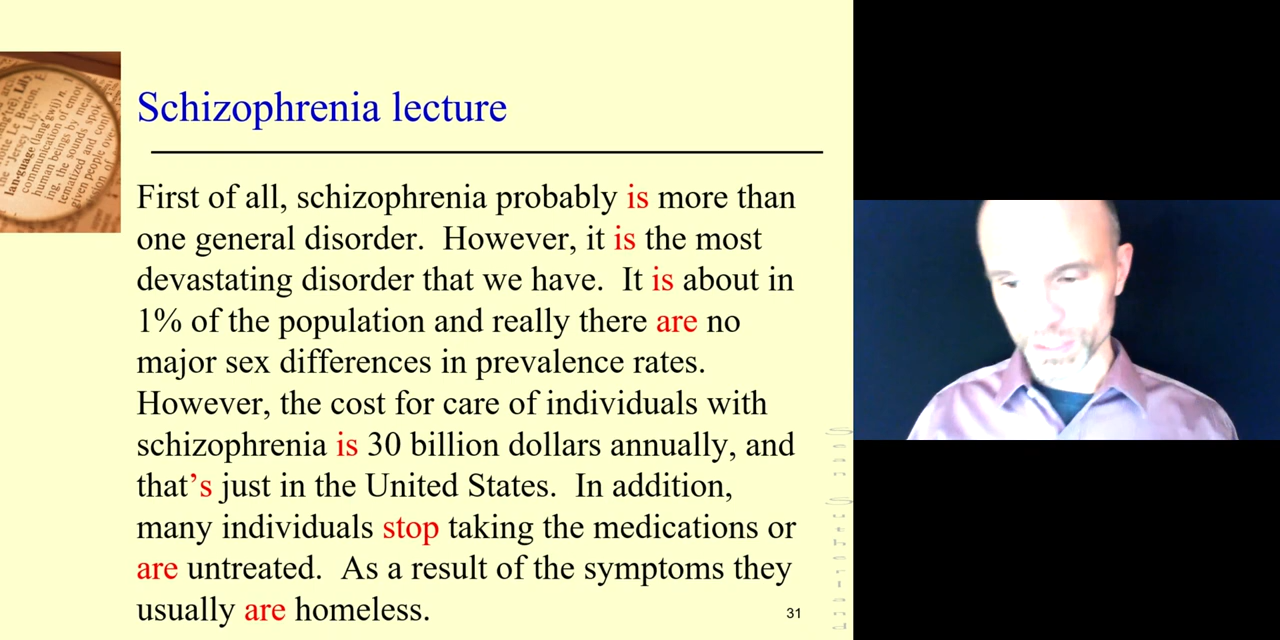 Schizophrenia lecture
First of all, schizophrenia probably is more than
one general disorder.  However, it is the most
devastating disorder that we have.  It is about in
1% of the population and really there are no
major sex differences in prevalence rates.
However, the cost for care of individuals with
schizophrenia is 30 billion dollars annually, and
that's just in the United States.  In addition,
many individuals stop taking the medications or
are untreated.  As a result of the symptoms they
usually are homeless.
31